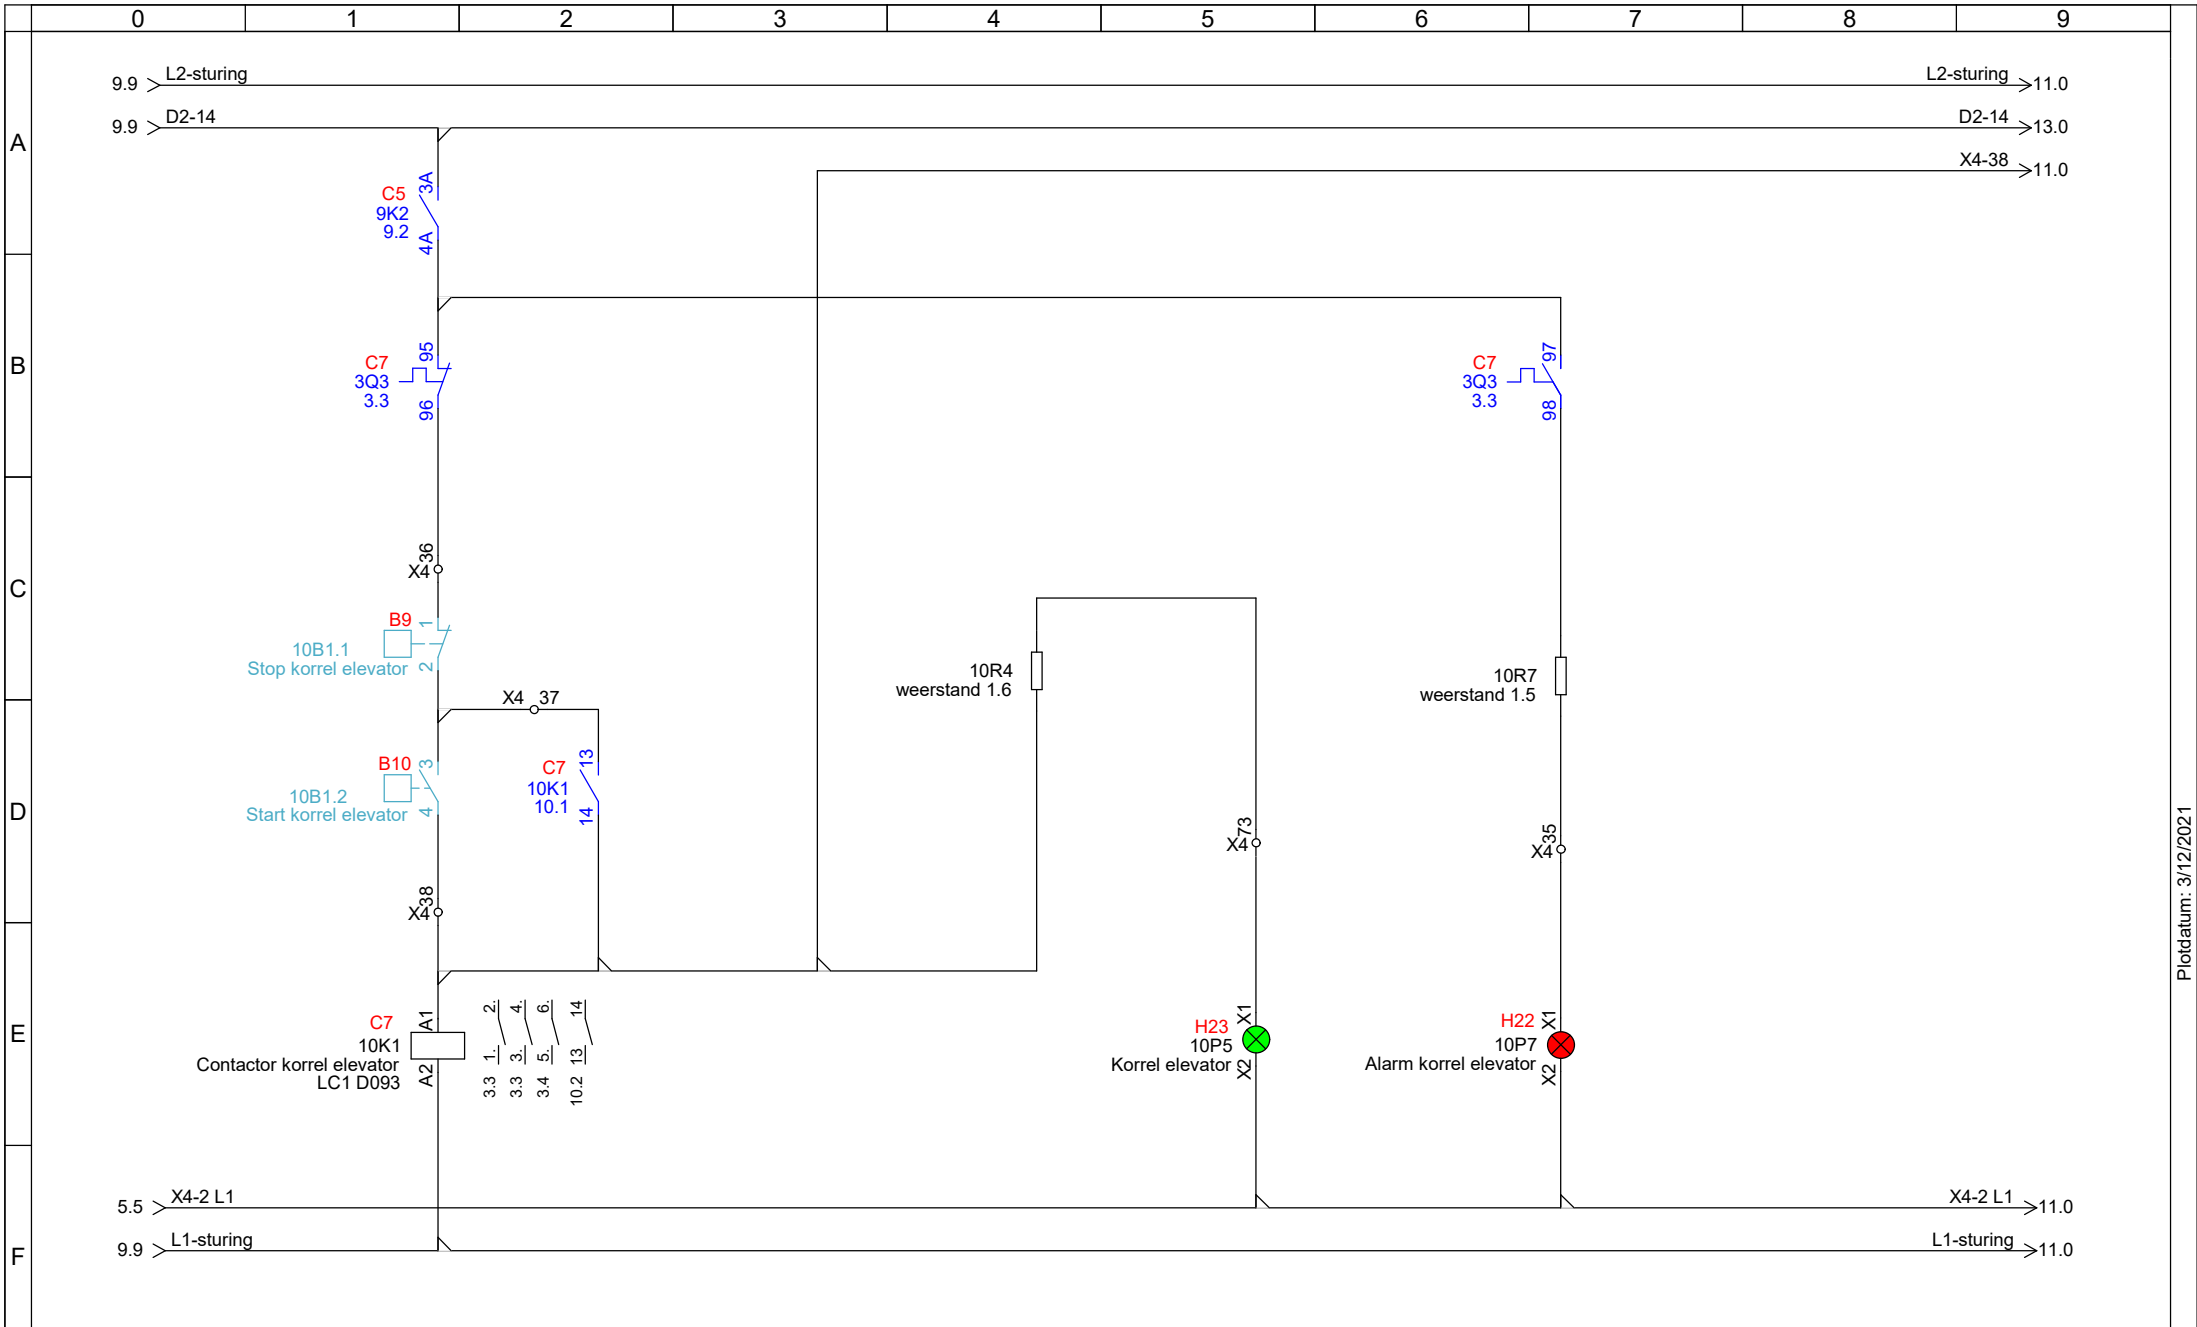 0 1 2 3 4 5 6 7 8 9
A
B
C
D
E
F
9.9 L2-sturing L2-sturing 11.0
9.9 D2-14 D2-14 13.0
X4-38 11.0
C5 3A
9K2
9.2 4A
C7 95
3Q3
3.3 96
C7 97
3Q3
3.3 98
X4 36
B9 1
10B1.1
Stop korrel elevator 2
X4 37
10R4
weerstand 1.6
10R7
weerstand 1.5
B10 3
10B1.2
Start korrel elevator 4
C7 13
10K1
10.1 14
X4 73
X4 35
X4 38
C7 A1
10K1
Contactor korrel elevator
LC1 D093 A2
3.3 1. 2.
3.3 3. 4.
3.4 5. 6.
10.2 13 14
H23 X1
10P5
Korrel elevator X2
H22 X1
10P7
Alarm korrel elevator X2
5.5 X4-2 L1 X4-2 L1 11.0
9.9 L1-sturing L1-sturing 11.0
Plotdatum: 3/12/2021